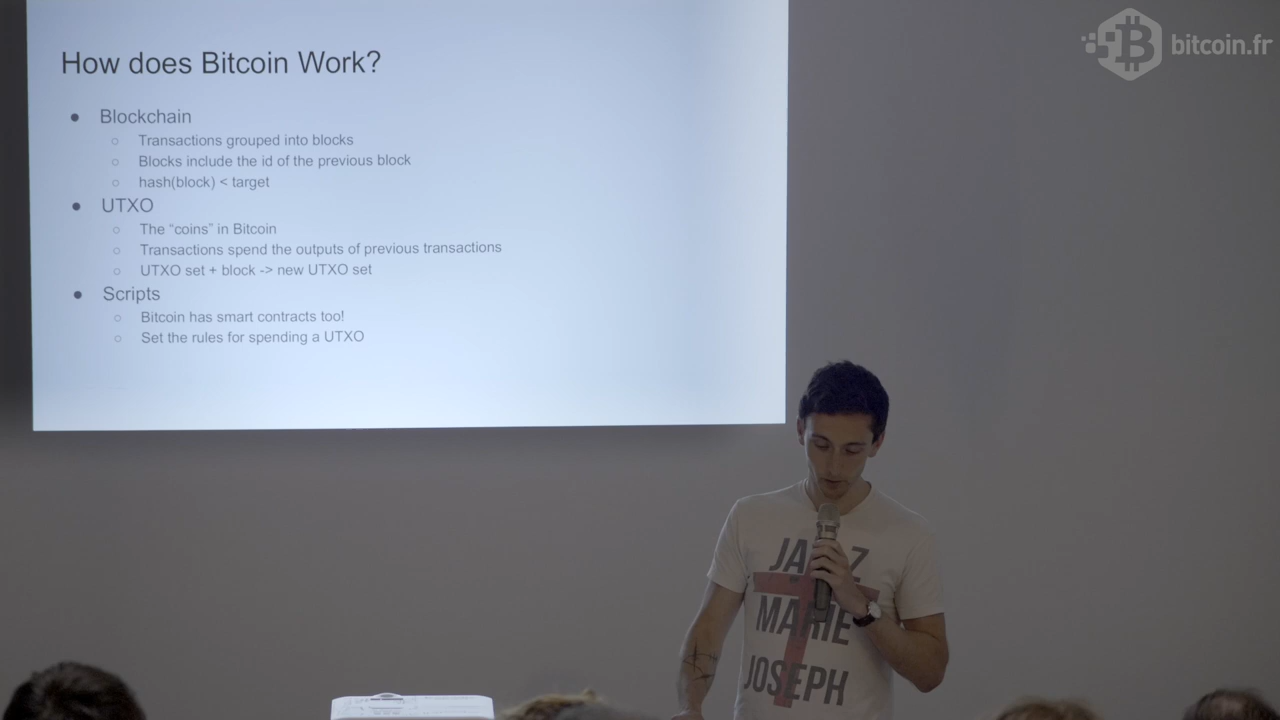 How does Bitcoin Work?
● Blockchain
○ Transactions grouped into blocks
○ Blocks include the id of the previous block
○ hash(block) < target
● UTXO
○ The “coins” in Bitcoin
○ Transactions spend the outputs of previous transactions
○ UTXO set + block -> new UTXO set
● Scripts
○ Bitcoin has smart contracts too!
○ Set the rules for spending a UTXO
bitcoin.fr
MARIE
JOSEPH